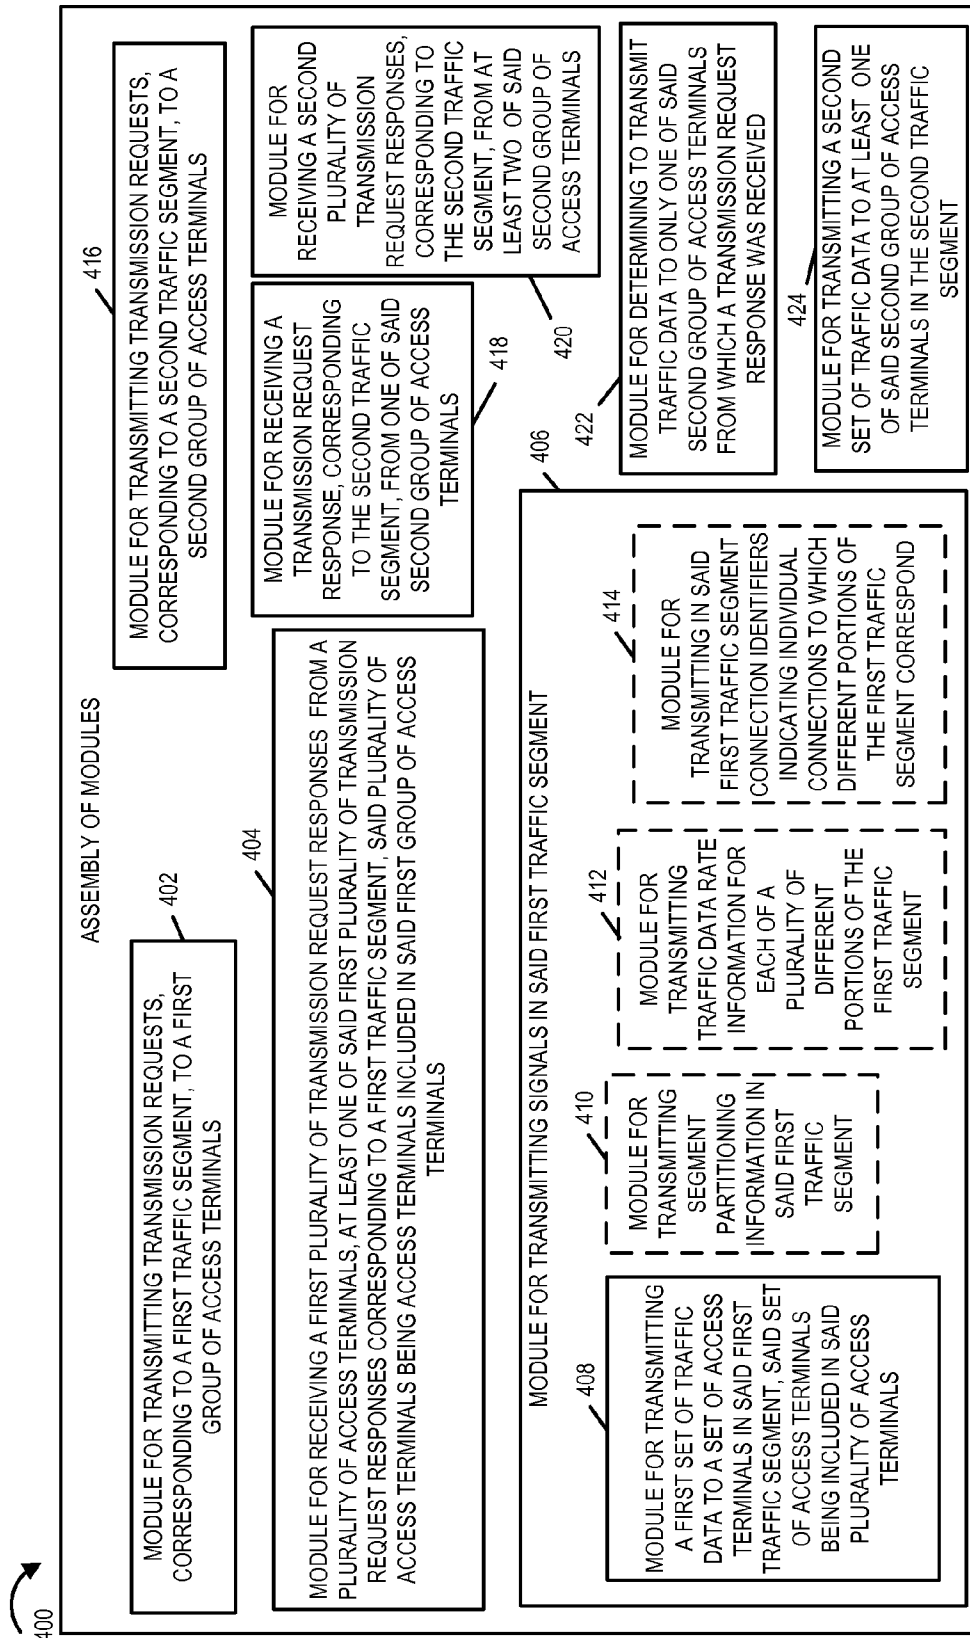 400
ASSEMBLY OF MODULES
402
MODULE FOR TRANSMITTING TRANSMISSION REQUESTS,
CORRESPONDING TO A FIRST TRAFFIC SEGMENT, TO A FIRST
GROUP OF ACCESS TERMINALS
404
MODULE FOR RECEIVING A FIRST PLURALITY OF TRANSMISSION REQUEST RESPONSES FROM A
PLURALITY OF ACCESS TERMINALS, AT LEAST ONE OF SAID FIRST PLURALITY OF TRANSMISSION
REQUEST RESPONSES CORRESPONDING TO A FIRST TRAFFIC SEGMENT, SAID PLURALITY OF
ACCESS TERMINALS BEING ACCESS TERMINALS INCLUDED IN SAID FIRST GROUP OF ACCESS
TERMINALS
406
MODULE FOR TRANSMITTING SIGNALS IN SAID FIRST TRAFFIC SEGMENT
408
MODULE FOR TRANSMITTING
A FIRST SET OF TRAFFIC
DATA TO A SET OF ACCESS
TERMINALS IN SAID FIRST
TRAFFIC SEGMENT, SAID SET
OF ACCESS TERMINALS
BEING INCLUDED IN SAID
PLURALITY OF ACCESS
TERMINALS
410
MODULE FOR
TRANSMITTING
SEGMENT
PARTITIONING
INFORMATION IN
SAID FIRST
TRAFFIC
SEGMENT
412
MODULE FOR
TRANSMITTING
TRAFFIC DATA RATE
INFORMATION FOR
EACH OF A
PLURALITY OF
DIFFERENT
PORTIONS OF THE
FIRST TRAFFIC
SEGMENT
414
MODULE FOR
TRANSMITTING IN SAID
FIRST TRAFFIC SEGMENT
CONNECTION IDENTIFIERS
INDICATING INDIVIDUAL
CONNECTIONS TO WHICH
DIFFERENT PORTIONS OF
THE FIRST TRAFFIC
SEGMENT CORRESPOND
416
MODULE FOR TRANSMITTING TRANSMISSION REQUESTS,
CORRESPONDING TO A SECOND TRAFFIC SEGMENT, TO A
SECOND GROUP OF ACCESS TERMINALS
418
MODULE FOR RECEIVING A
TRANSMISSION REQUEST
RESPONSE, CORRESPONDING
TO THE SECOND TRAFFIC
SEGMENT, FROM ONE OF SAID
SECOND GROUP OF ACCESS
TERMINALS
420
MODULE FOR
RECEIVING A SECOND
PLURALITY OF
TRANSMISSION
REQUEST RESPONSES,
CORRESPONDING TO
THE SECOND TRAFFIC
SEGMENT, FROM AT
LEAST TWO OF SAID
SECOND GROUP OF
ACCESS TERMINALS
422
MODULE FOR DETERMINING TO TRANSMIT
TRAFFIC DATA TO ONLY ONE OF SAID
SECOND GROUP OF ACCESS TERMINALS
FROM WHICH A TRANSMISSION REQUEST
RESPONSE WAS RECEIVED
424
MODULE FOR TRANSMITTING A SECOND
SET OF TRAFFIC DATA TO AT LEAST ONE
OF SAID SECOND GROUP OF ACCESS
TERMINALS IN THE SECOND TRAFFIC
SEGMENT